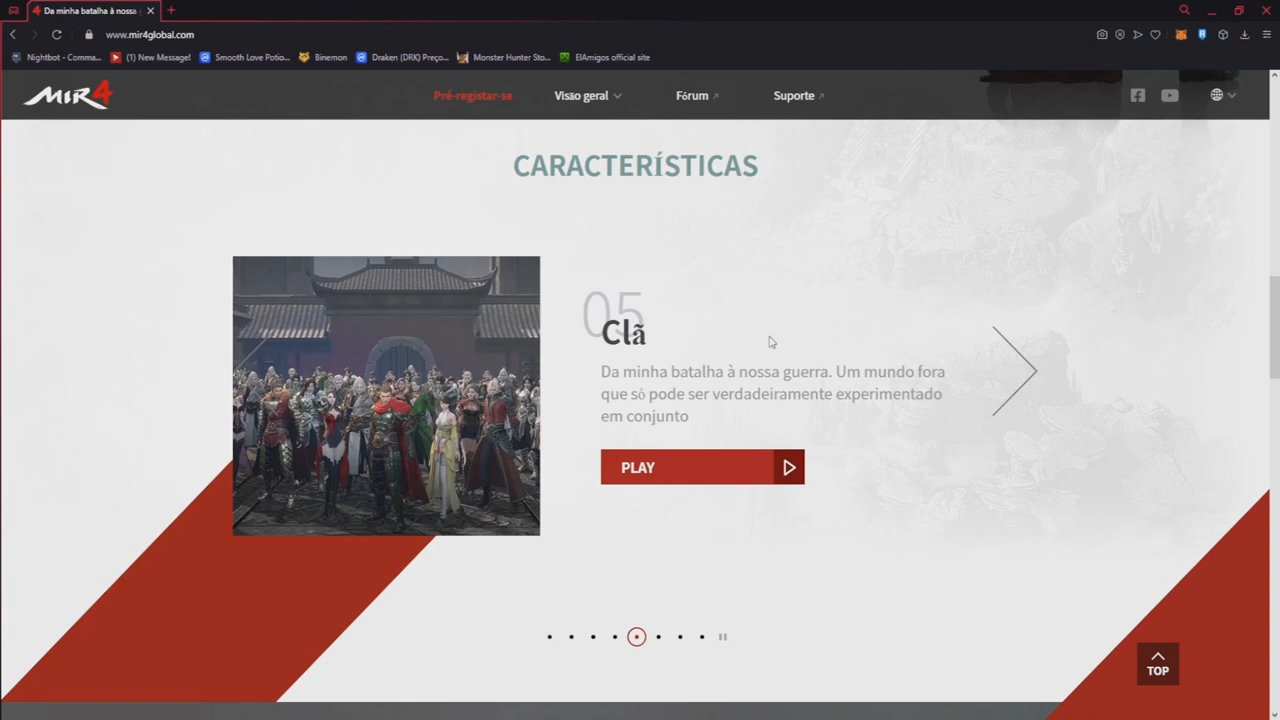 Da minha batalha à nossa
www.mir4global.com
Nightbot - Comma...
(1) New Message!
Smooth Love Potio...
Binemon
Draken (DRK) Preço...
Monster Hunter Sto...
ElAmigos official site
MIR4
Pré-registar-se
Visão geral
Fórum
Suporte
CARACTERÍSTICAS
05
Clã
Da minha batalha à nossa guerra. Um mundo fora
que só pode ser verdadeiramente experimentado
em conjunto
PLAY
TOP